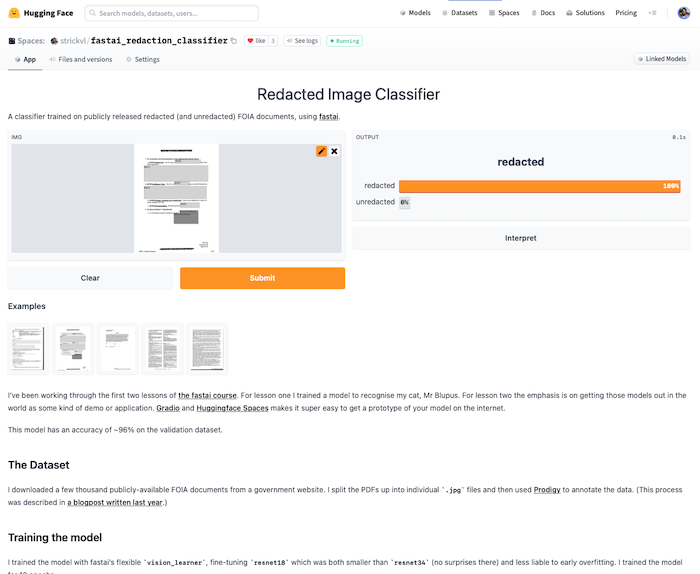 Hugging Face
Search models, datasets, users...
Models
Datasets
Spaces
Docs
Solutions
Pricing
Spaces:
strickvl/fastai_redaction_classifier
like
3
See logs
Running
App
Files and versions
Settings
Linked Models
Redacted Image Classifier
A classifier trained on publicly released redacted (and unredacted) FOIA documents, using fastai.
IMG
OUTPUT
0.1s
redacted
redacted
100%
unredacted
0%
Interpret
Clear
Submit
Examples
I've been working through the first two lessons of the fastai course. For lesson one I trained a model to recognise my cat, Mr Blupus. For lesson two the emphasis is on getting those models out in the
world as some kind of demo or application. Gradio and Huggingface Spaces makes it super easy to get a prototype of your model on the internet.
This model has an accuracy of ~96% on the validation dataset.
The Dataset
I downloaded a few thousand publicly-available FOIA documents from a government website. I split the PDFs up into individual `.jpg` files and then used Prodigy to annotate the data. (This process
was described in a blogpost written last year.)
Training the model
I trained the model with fastai's flexible `vision_learner`, fine-tuning `resnet18` which was both smaller than `resnet34` (no surprises there) and less liable to early overfitting. I trained the model